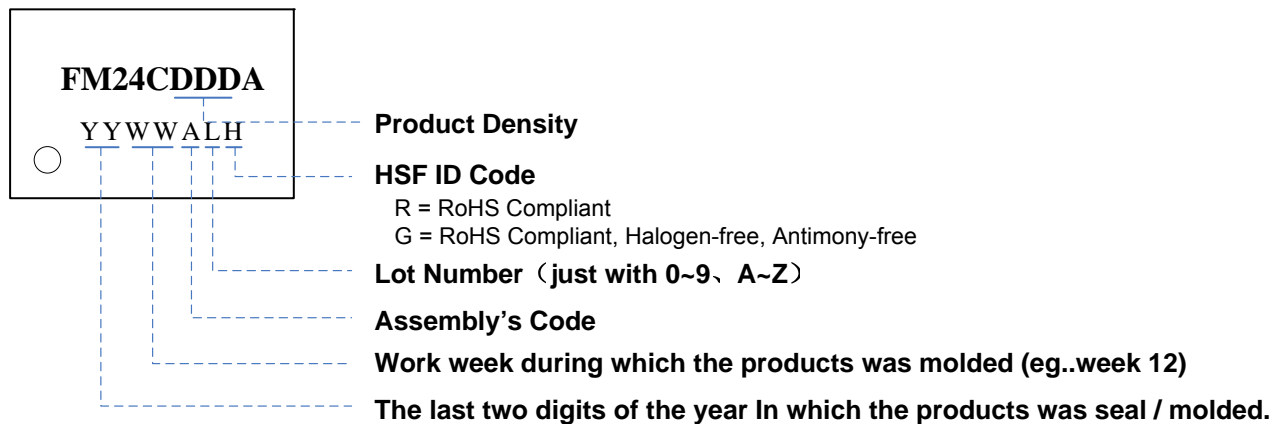 FM24CDDDA
YYWWALH
Product Density
HSF ID Code
R = RoHS Compliant
G = RoHS Compliant, Halogen-free, Antimony-free
Lot Number（just with 0~9、A~Z）
Assembly’s Code
Work week during which the products was molded (eg..week 12)
The last two digits of the year In which the products was seal / molded.